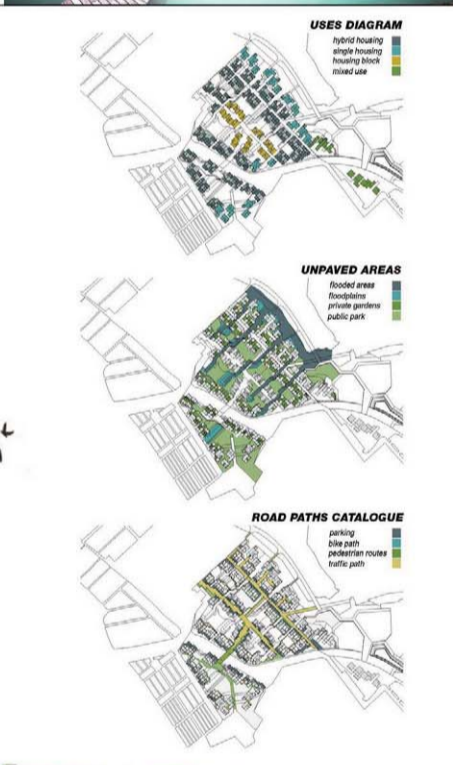 USES DIAGRAM
hybrid housing
single housing
housing block
mixed use
UNPAVED AREAS
flooded areas
floodplains
private gardens
public park
ROAD PATHS CATALOGUE
parking
bike path
pedestrian routes
traffic path